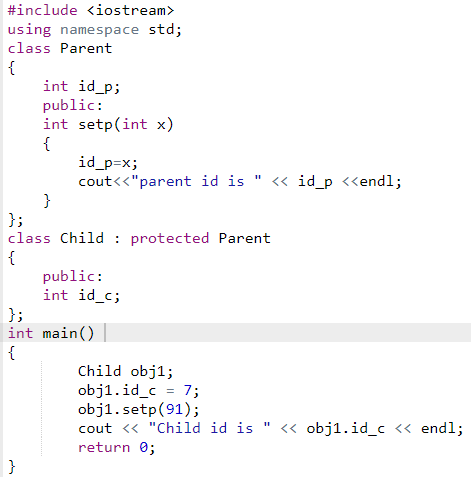 #include <iostream>
using namespace std;
class Parent
{
    int id_p;
    public:
    int setp(int x)
    {
        id_p=x;
        cout<<"parent id is " << id_p <<endl;
    }
};
class Child : protected Parent
{
    public:
    int id_c;
};
int main()
{
        Child obj1;
        obj1.id_c = 7;
        obj1.setp(91);
        cout << "Child id is " << obj1.id_c << endl;
        return 0;
}